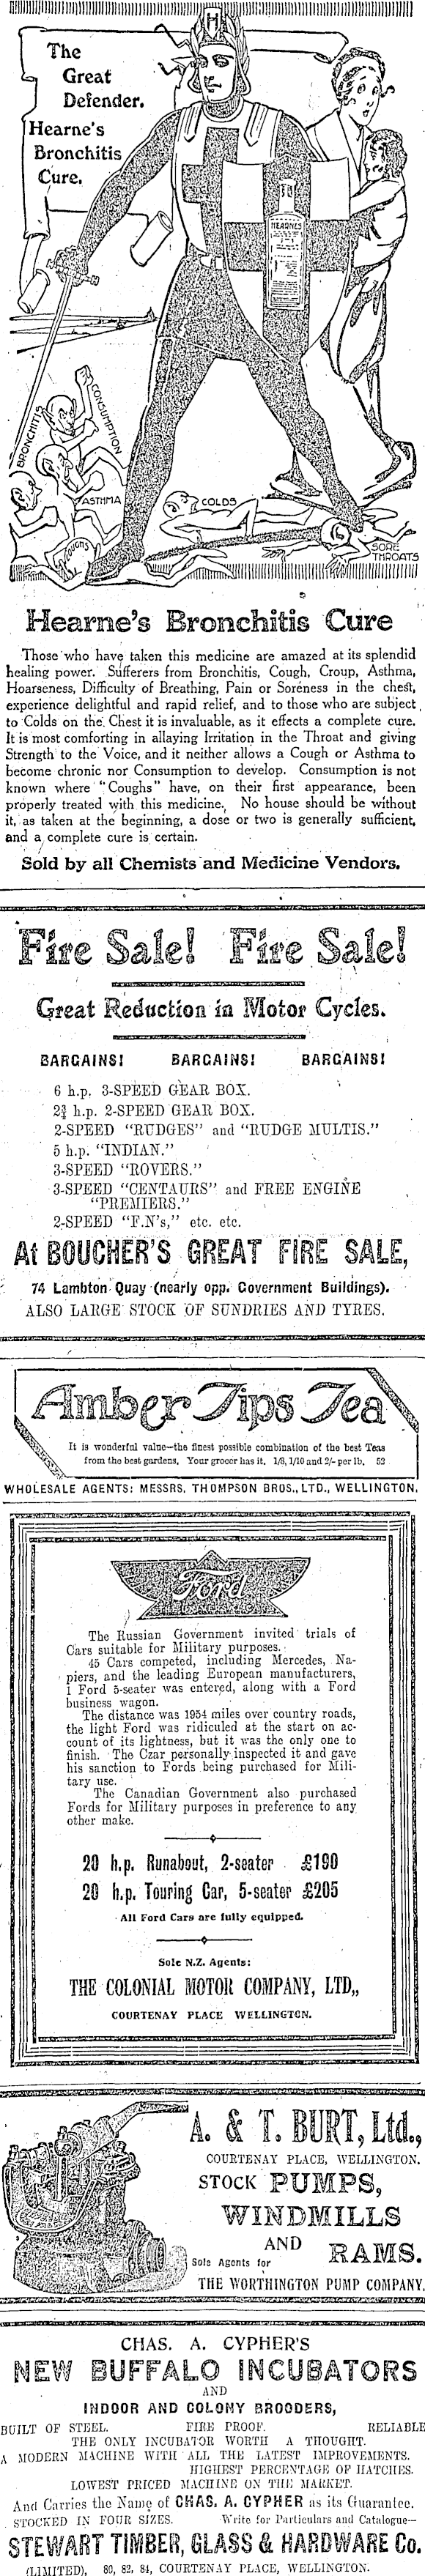 The
Great
Defender.
Hearne's
Bronchitis
Cure.
H
HEARNE'S
BRONCHITIS
CONSUMPTION
ASTHMA
COUGHS
COLDS
SORE
THROATS
Hearne's Bronchitis Cure
Those who have taken this medicine are amazed at its splendid
healing power. Sufferers from Bronchitis, Cough, Croup, Asthma,
Hoarseness, Difficulty of Breathing, Pain or Soreness in the chest,
experience delightful and rapid relief, and to those who are subject
to Colds on the Chest it is invaluable, as it effects a complete cure.
It is most comforting in allaying Irritation in the Throat and giving
Strength to the Voice, and it neither allows a Cough or Asthma to
become chronic nor Consumption to develop. Consumption is not
known where "Coughs" have, on their first appearance, been
properly treated with this medicine. No house should be without
it, as taken at the beginning, a dose or two is generally sufficient,
and a complete cure is certain.
Sold by all Chemists and Medicine Vendors.
Fire Sale! Fire Sale!
Great Reduction in Motor Cycles.
BARGAINS! BARGAINS! BARGAINS!
6 h.p. 3-SPEED GEAR BOX.
2¾ h.p. 2-SPEED GEAR BOX.
2-SPEED "RUDGES" and "RUDGE MULTIS."
5 h.p. "INDIAN."
3-SPEED "ROVERS."
3-SPEED "CENTAURS" and FREE ENGINE
"PREMIERS."
2-SPEED "F.N's," etc. etc.
At BOUCHER'S GREAT FIRE SALE,
74 Lambton Quay (nearly opp. Government Buildings).
ALSO LARGE STOCK OF SUNDRIES AND TYRES.
Amber Tips Tea
It is wonderful value—the finest possible combination of the best Teas
from the best gardens. Your grocer has it. 1/8, 1/10 and 2/- per lb. 52
WHOLESALE AGENTS: MESSRS. THOMPSON BROS., LTD., WELLINGTON.
Ford
The Russian Government invited trials of
Cars suitable for Military purposes.
45 Cars competed, including Mercedes, Na-
piers, and the leading European manufacturers,
1 Ford 5-seater was entered, along with a Ford
business wagon.
The distance was 1954 miles over country roads,
the light Ford was ridiculed at the start on ac-
count of its lightness, but it was the only one to
finish. The Czar personally inspected it and gave
his sanction to Fords being purchased for Mili-
tary use.
The Canadian Government also purchased
Fords for Military purposes in preference to any
other make.
20 h.p. Runabout, 2-seater £190
20 h.p. Touring Car, 5-seater £205
All Ford Cars are fully equipped.
Sole N.Z. Agents:
THE COLONIAL MOTOR COMPANY, LTD.,
COURTENAY PLACE WELLINGTON.
A. & T. BURT, Ltd.,
COURTENAY PLACE, WELLINGTON.
STOCK PUMPS,
WINDMILLS
AND RAMS.
Sole Agents for
THE WORTHINGTON PUMP COMPANY.
CHAS. A. CYPHER'S
NEW BUFFALO INCUBATORS
AND
INDOOR AND COLONY BROODERS,
BUILT OF STEEL. FIRE PROOF. RELIABLE
THE ONLY INCUBATOR WORTH A THOUGHT.
A MODERN MACHINE WITH ALL THE LATEST IMPROVEMENTS.
HIGHEST PERCENTAGE OF HATCHES.
LOWEST PRICED MACHINE ON THE MARKET.
And Carries the Name of CHAS. A. CYPHER as its Guarantee.
STOCKED IN FOUR SIZES. Write for Particulars and Catalogue—
STEWART TIMBER, GLASS & HARDWARE Co.
(LIMITED), 80, 82, 84, COURTENAY PLACE, WELLINGTON.